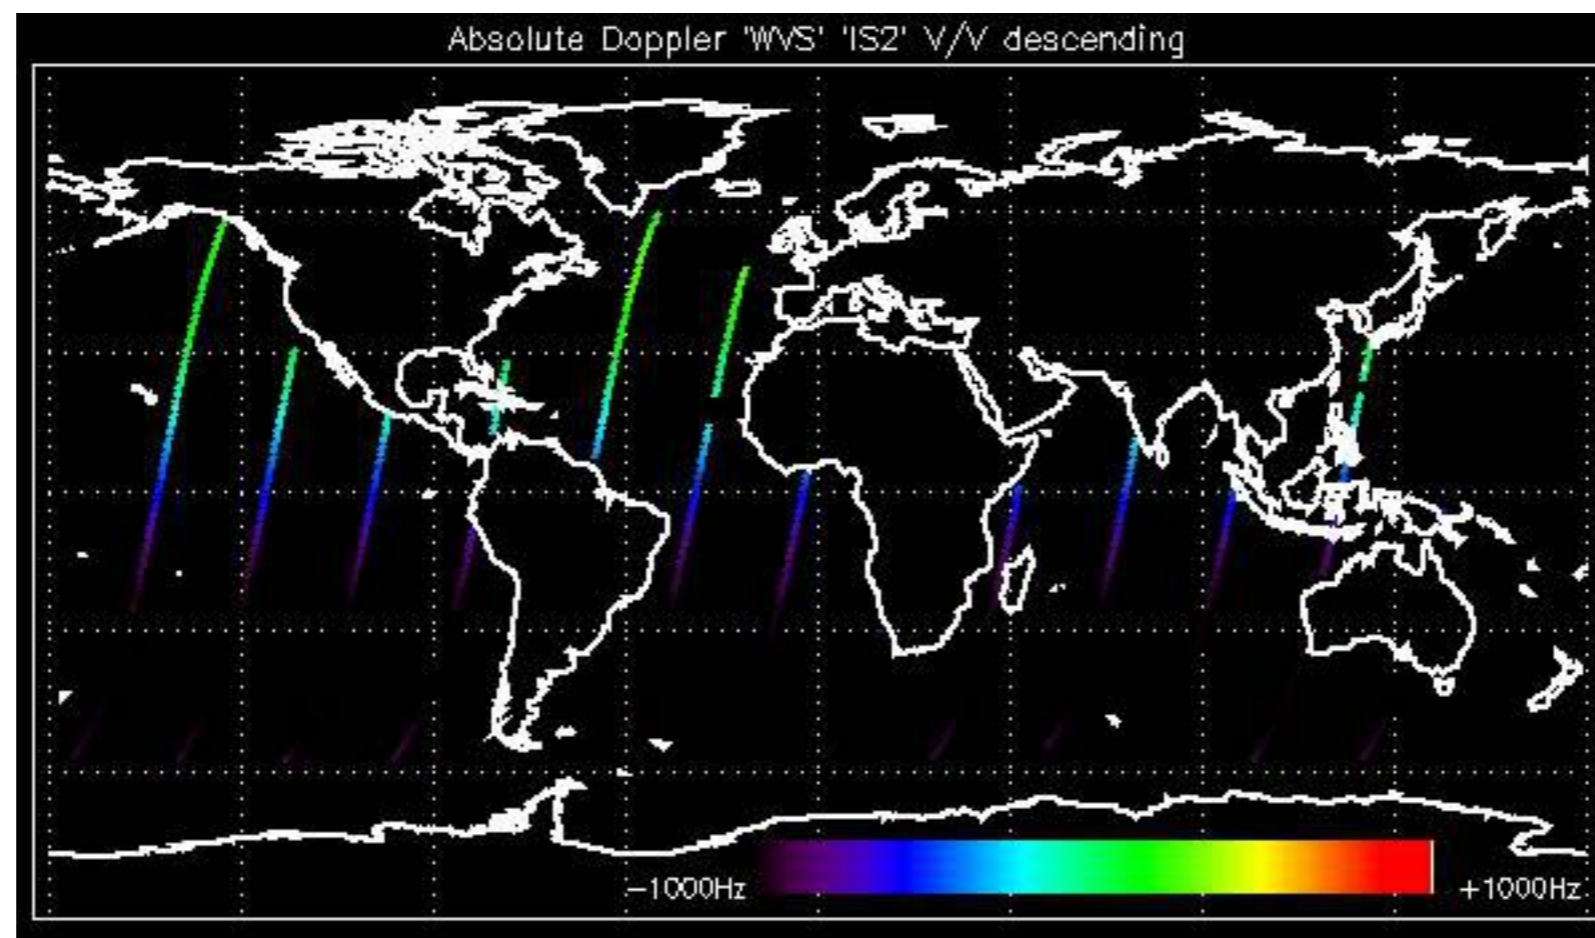 Absolute Doppler 'WVS' 'IS2' V/V descending
−1000Hz +1000Hz